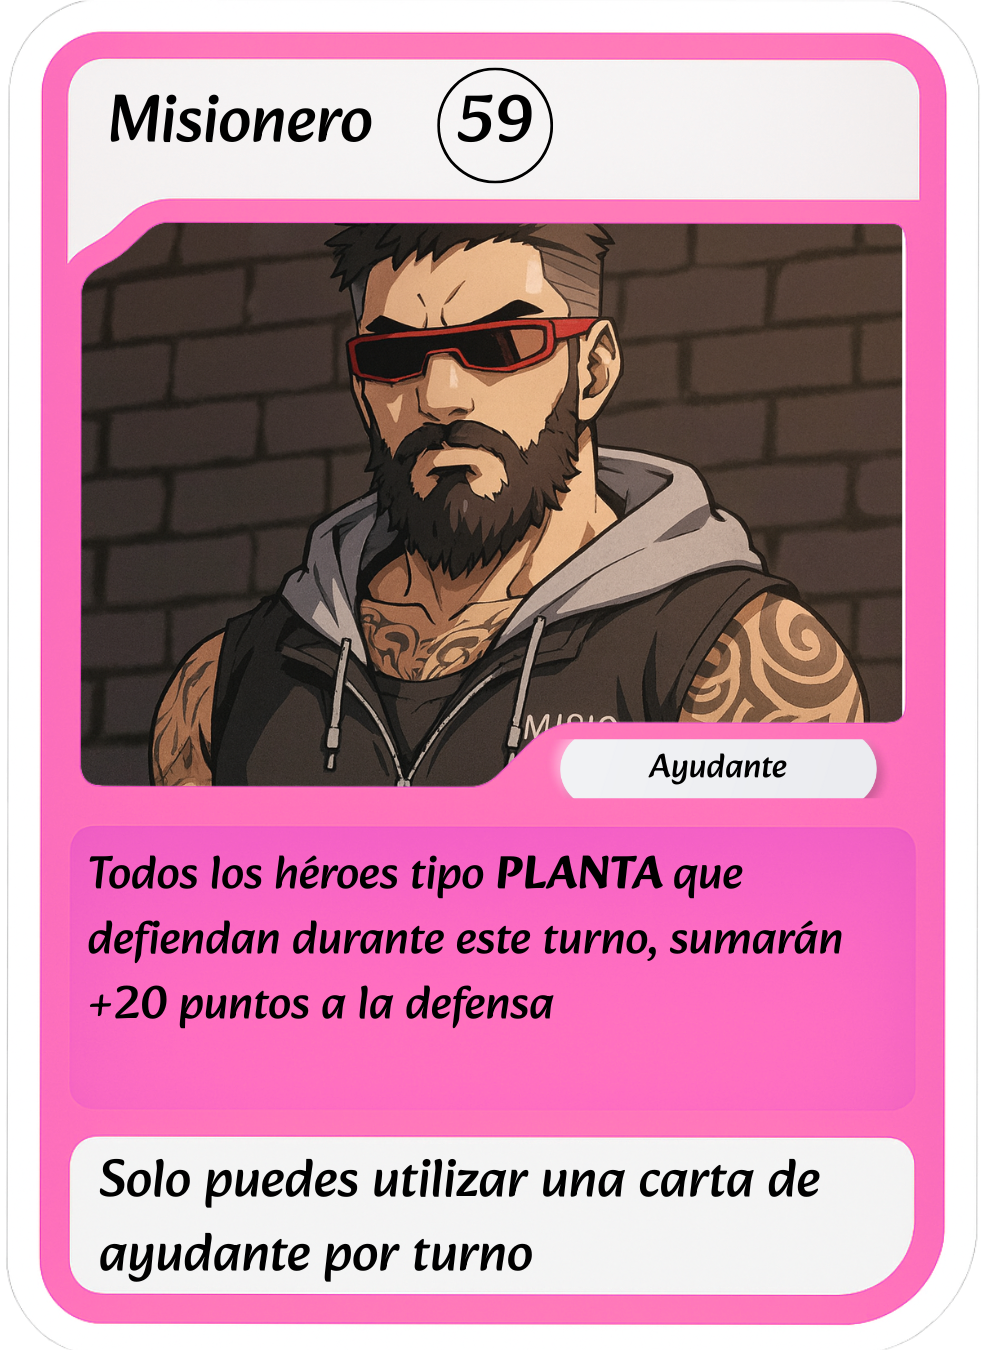 Misionero 59
MISIO
Ayudante
Todos los héroes tipo PLANTA que
defiendan durante este turno, sumarán
+20 puntos a la defensa
Solo puedes utilizar una carta de
ayudante por turno